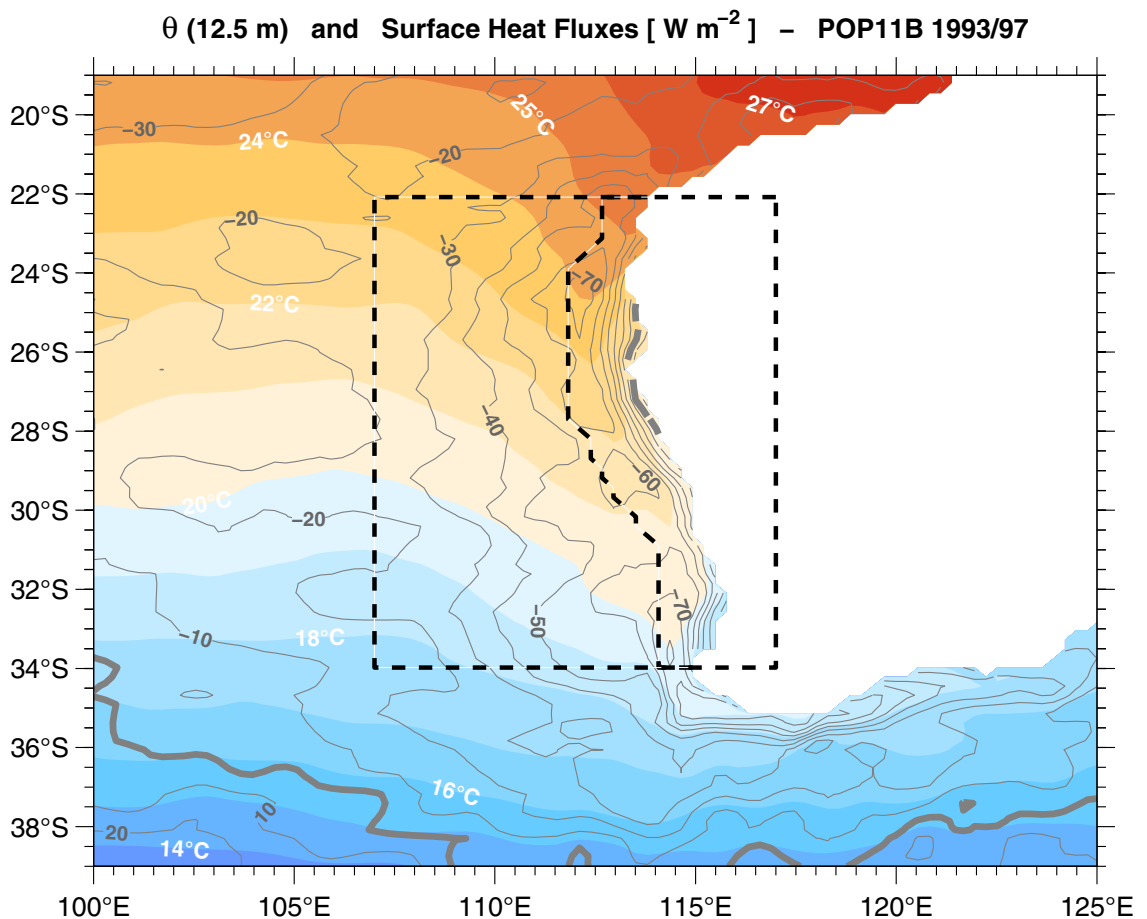 θ (12.5 m) and Surface Heat Fluxes [ W m⁻² ] – POP11B 1993/97
20°S
22°S
24°S
26°S
28°S
30°S
32°S
34°S
36°S
38°S
27°C
25°C
−30
24°C
−20
−20
−30
−70
22°C
−40
−60
20°C
−20
−70
−50
−10
18°C
16°C
10
−20
14°C
100°E
105°E
110°E
115°E
120°E
125°E